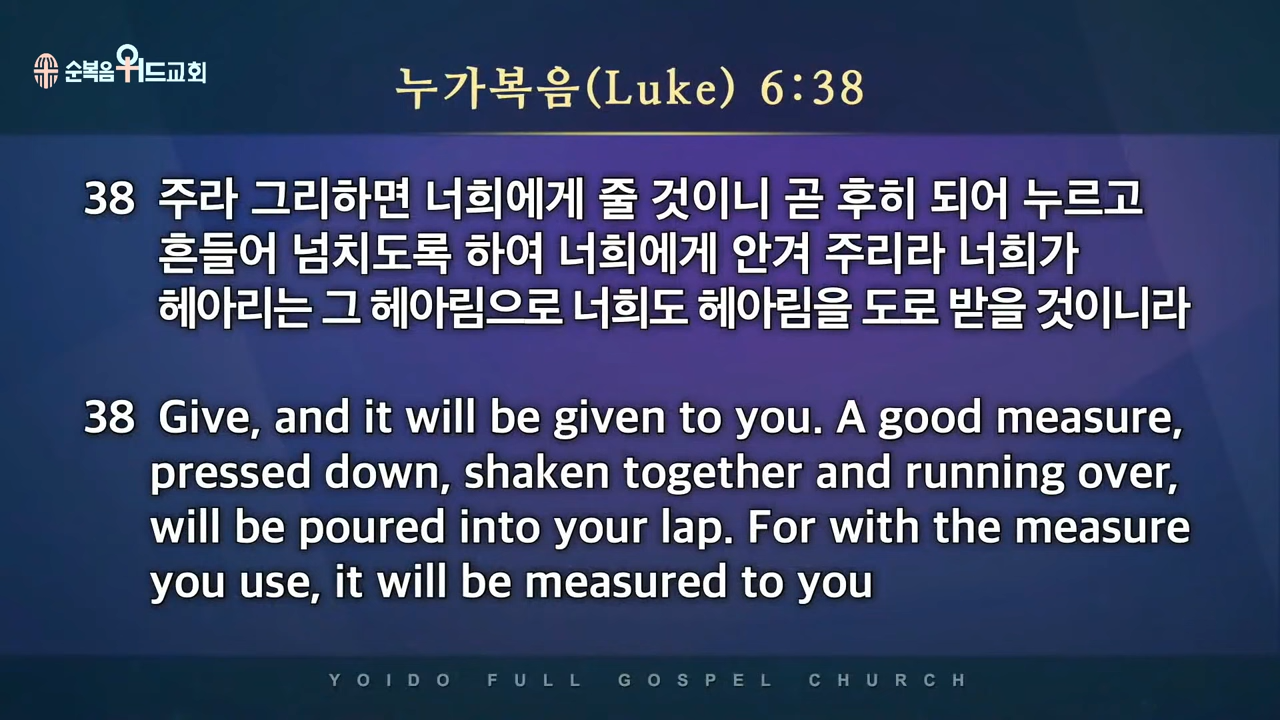 순복음위드교회
누가복음(Luke) 6:38
38 주라 그리하면 너희에게 줄 것이니 곧 후히 되어 누르고
흔들어 넘치도록 하여 너희에게 안겨 주리라 너희가
헤아리는 그 헤아림으로 너희도 헤아림을 도로 받을 것이니라
38 Give, and it will be given to you. A good measure,
pressed down, shaken together and running over,
will be poured into your lap. For with the measure
you use, it will be measured to you
YOIDO FULL GOSPEL CHURCH